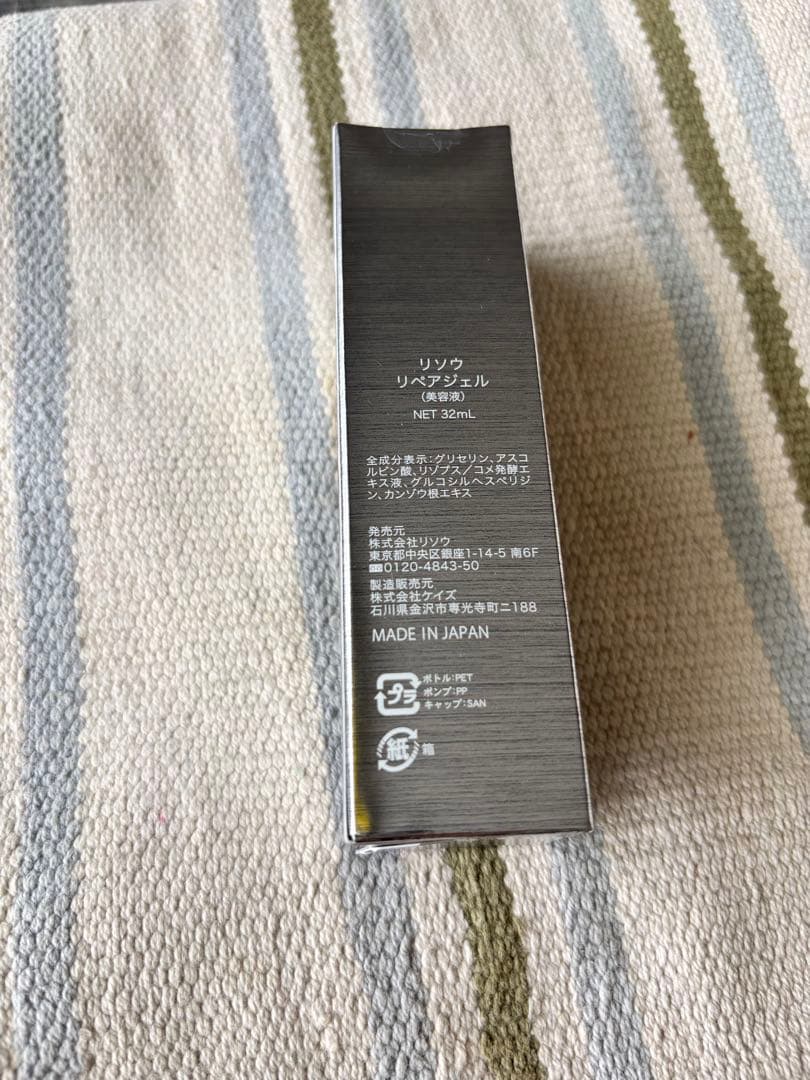 リソウ
リペアジェル
(美容液)
NET 32mL
全成分表示:グリセリン、アスコ
ルビン酸、リゾプス/コメ発酵エ
キス液、グルコシルヘスペリジ
ン、カンゾウ根エキス
発売元
株式会社リソウ
東京都中央区銀座1-14-5 南6F
0120-4843-50
製造販売元
株式会社ケイズ
石川県金沢市専光寺町ニ188
MADE IN JAPAN
プラ
ボトル:PET
ポンプ:PP
キャップ:SAN
紙 箱